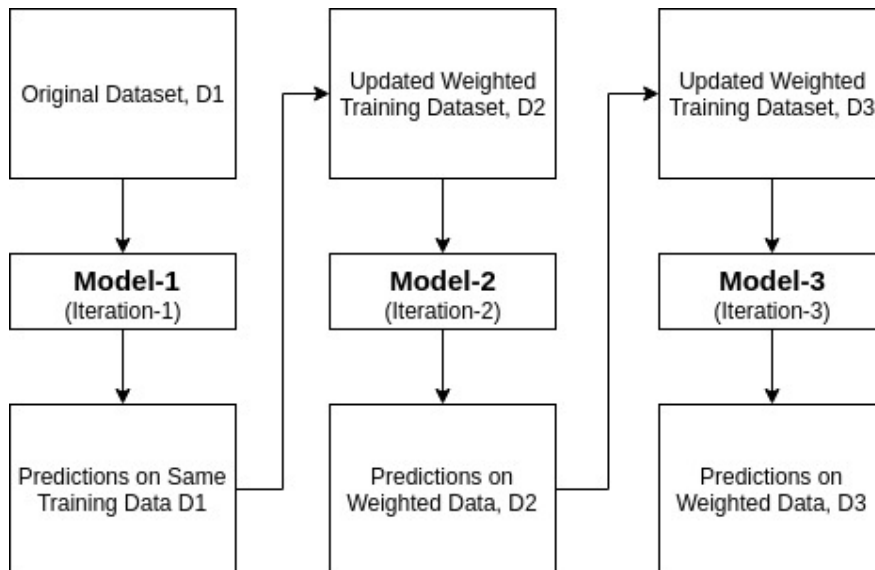 Original Dataset, D1
Model-1
(Iteration-1)
Predictions on Same
Training Data D1
Updated Weighted
Training Dataset, D2
Model-2
(Iteration-2)
Predictions on
Weighted Data, D2
Updated Weighted
Training Dataset, D3
Model-3
(Iteration-3)
Predictions on
Weighted Data, D3